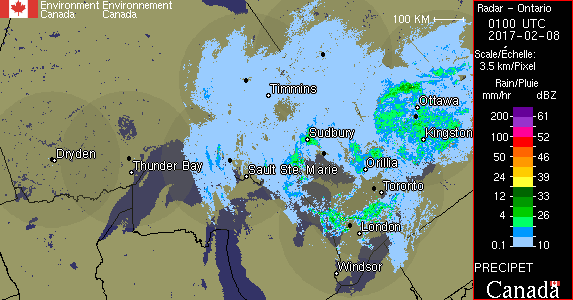 Environment Environnement
Canada Canada
100 KM
Timmins
Ottawa
Sudbury
Kingston
Dryden
Thunder Bay
Sault Ste. Marie
Orillia
Toronto
London
Windsor
Radar - Ontario
0100 UTC
2017-02-08
Scale/Échelle:
3.5 km/Pixel
Rain/Pluie
mm/hr dBZ
200 61
100 52
50 46
24 39
12 33
4 26
0.1 10
PRECIPET
Canada